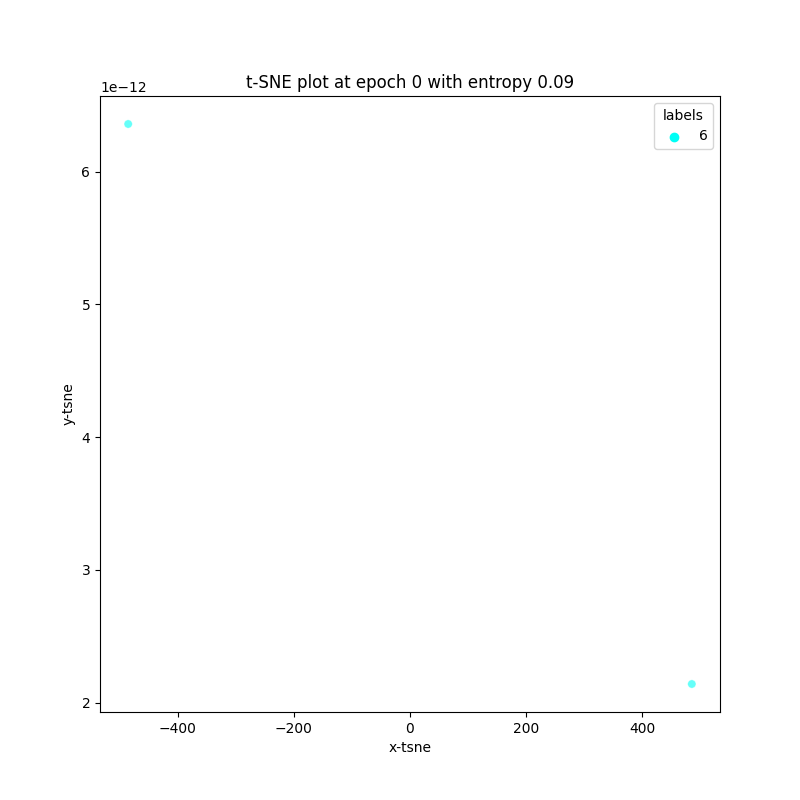 t-SNE plot at epoch 0 with entropy 0.09
1e−12
labels
6
6
5
4
3
2
y-tsne
−400 −200 0 200 400
x-tsne